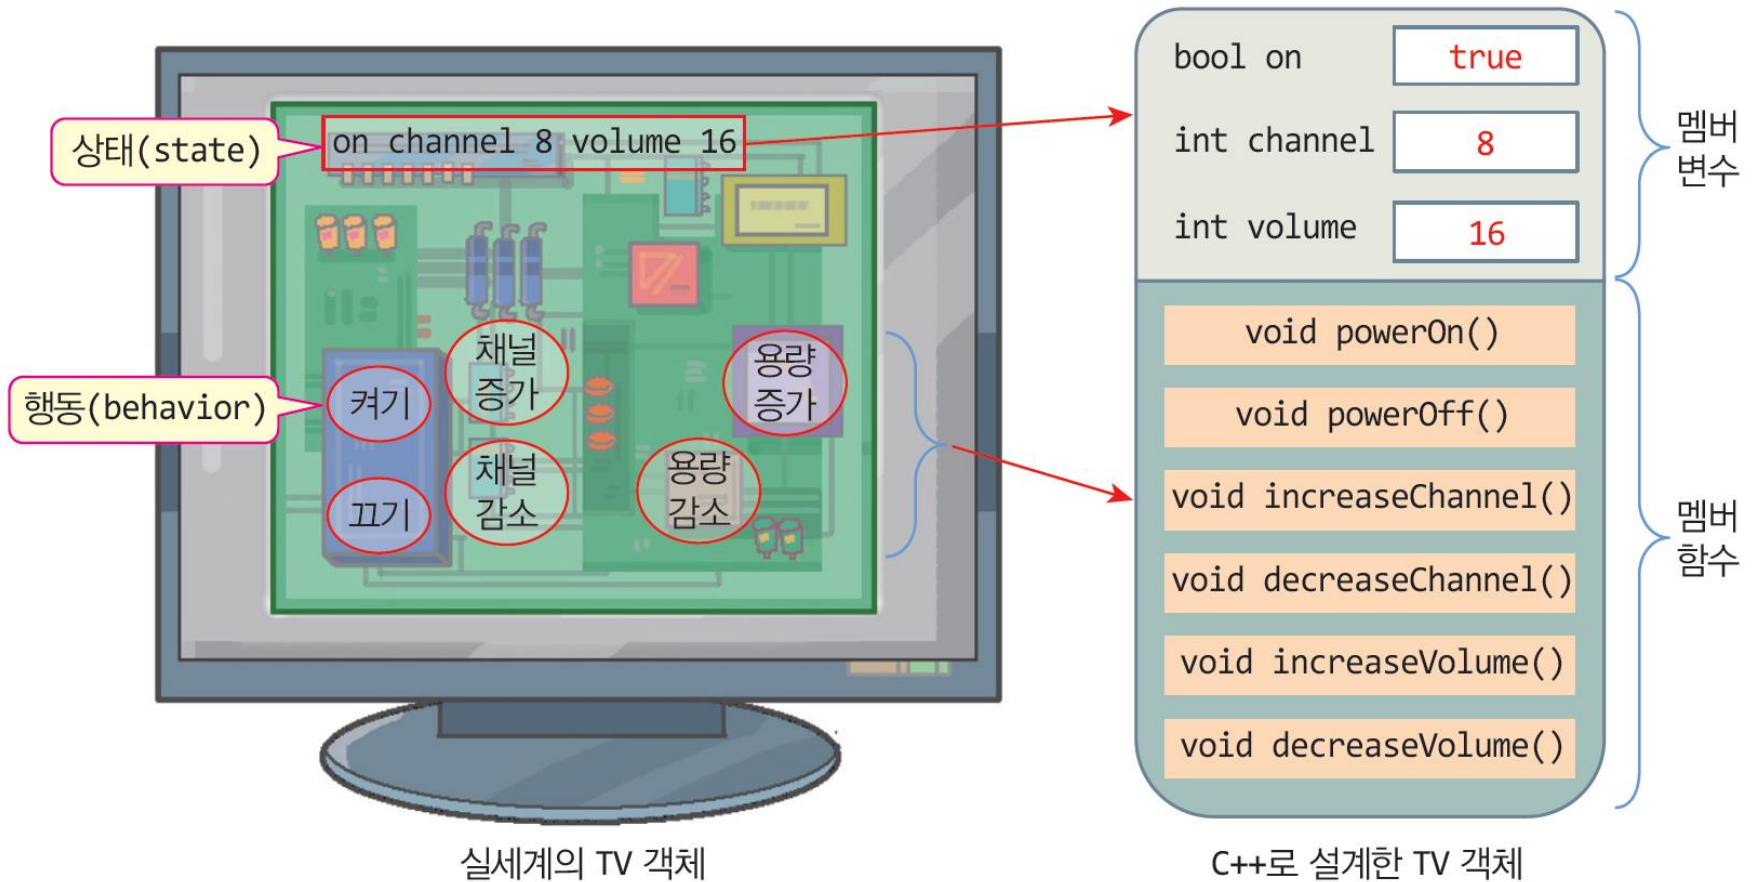 상태(state)
on channel 8 volume 16
행동(behavior)
켜기
끄기
채널
증가
채널
감소
용량
증가
용량
감소
실세계의 TV 객체
bool on true
int channel 8
int volume 16
멤버
변수
void powerOn()
void powerOff()
void increaseChannel()
void decreaseChannel()
void increaseVolume()
void decreaseVolume()
멤버
함수
C++로 설계한 TV 객체